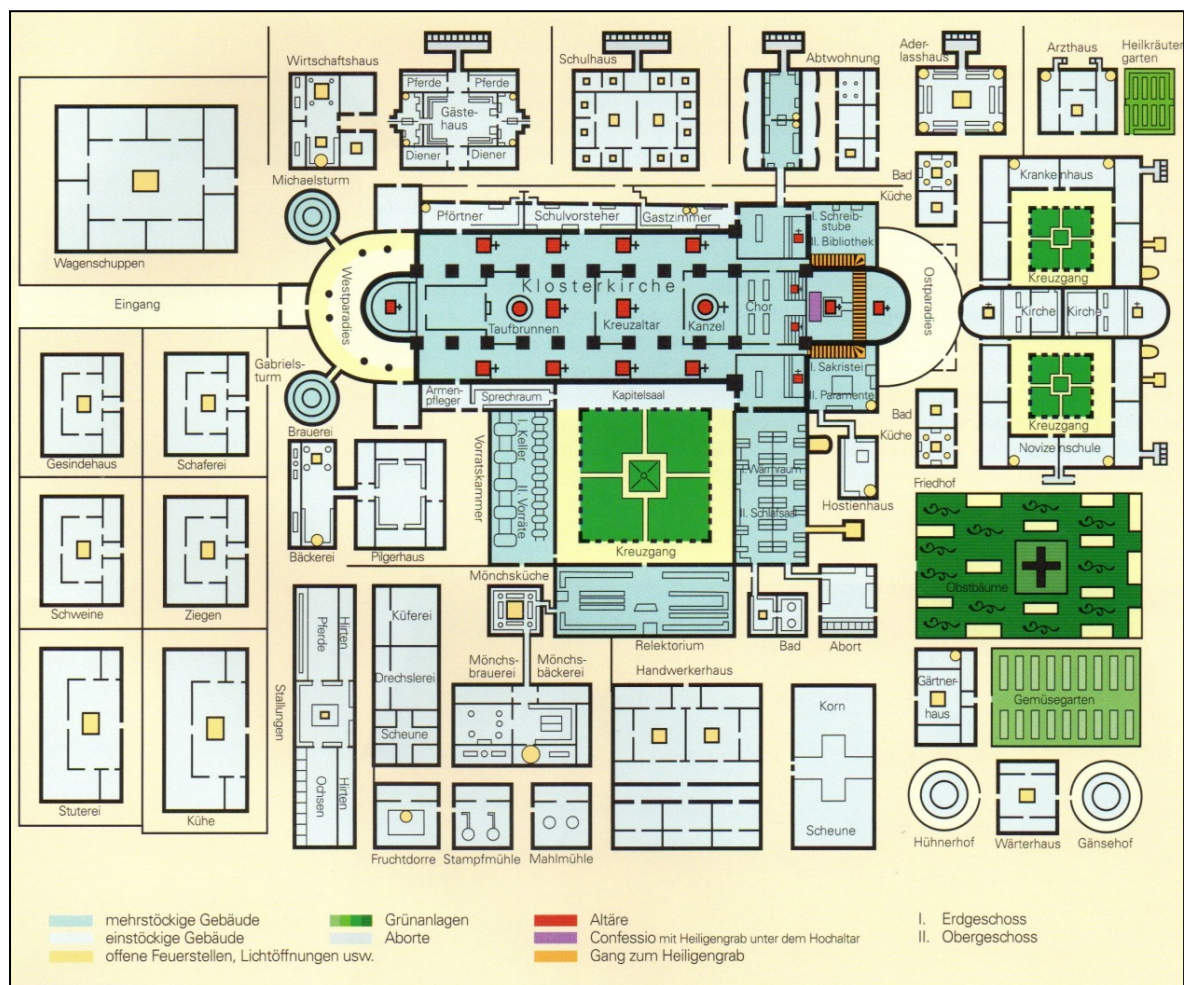 Wirtschaftshaus
Pferde
Pferde
Gäste-
haus
Diener
Diener
Schulhaus
Abtwohnung
Ader-
lasshaus
Arzthaus
Heilkräuter
garten
Wagenschuppen
Michaelsturm
Pförtner
Schulvorsteher
Gastzimmer
I. Schreib-
stube
II. Bibliothek
Bad
Küche
Krankenhaus
Kreuzgang
Eingang
Westparadies
Klosterkirche
Taufbrunnen
Kreuzaltar
Kanzel
Chor
Ostparadies
Kirche
Kirche
Gabriels-
turm
Armen-
pfleger
Sprechraum
Kapitelsaal
I. Sakristei
II. Paramente
Bad
Küche
Kreuzgang
Novizenschule
Gesindehaus
Schaferei
Brauerei
Bäckerei
Pilgerhaus
Vorratskammer
I. Keller
II. Vorräte
Kreuzgang
I. Wärmraum
II. Schlafsaal
Hostienhaus
Friedhof
Obstbäume
Schweine
Ziegen
Mönchsküche
Relektorium
Bad
Abort
Stallungen
Pferde
Hirten
Ochsen
Hirten
Küferei
Drechslerei
Scheune
Mönchs-
brauerei
Mönchs-
bäckerei
Handwerkerhaus
Korn
Scheune
Gärtner-
haus
Gemüsegarten
Stuterei
Kühe
Fruchtdorre
Stampfmühle
Mahlmühle
Hühnerhof
Wärterhaus
Gänsehof
mehrstöckige Gebäude
einstöckige Gebäude
offene Feuerstellen, Lichtöffnungen usw.
Grünanlagen
Aborte
Altäre
Confessio mit Heiligengrab unter dem Hochaltar
Gang zum Heiligengrab
I. Erdgeschoss
II. Obergeschoss